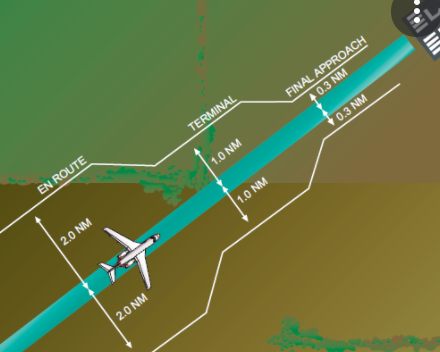 FINAL APPROACH
0.3 NM
0.3 NM
TERMINAL
1.0 NM
1.0 NM
EN ROUTE
2.0 NM
2.0 NM